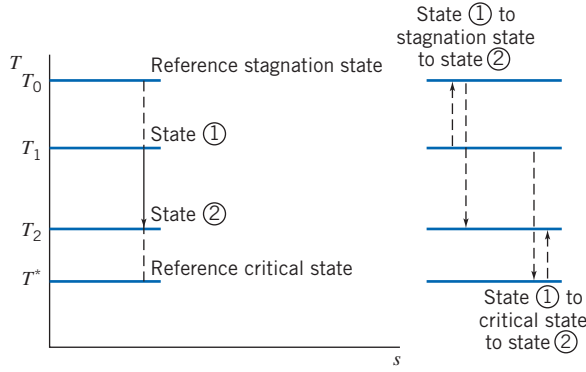 State ① to
stagnation state
to state ②
T
T₀
Reference stagnation state
State ①
T₁
State ②
T₂
Reference critical state
T*
State ① to
critical state
to state ②
s